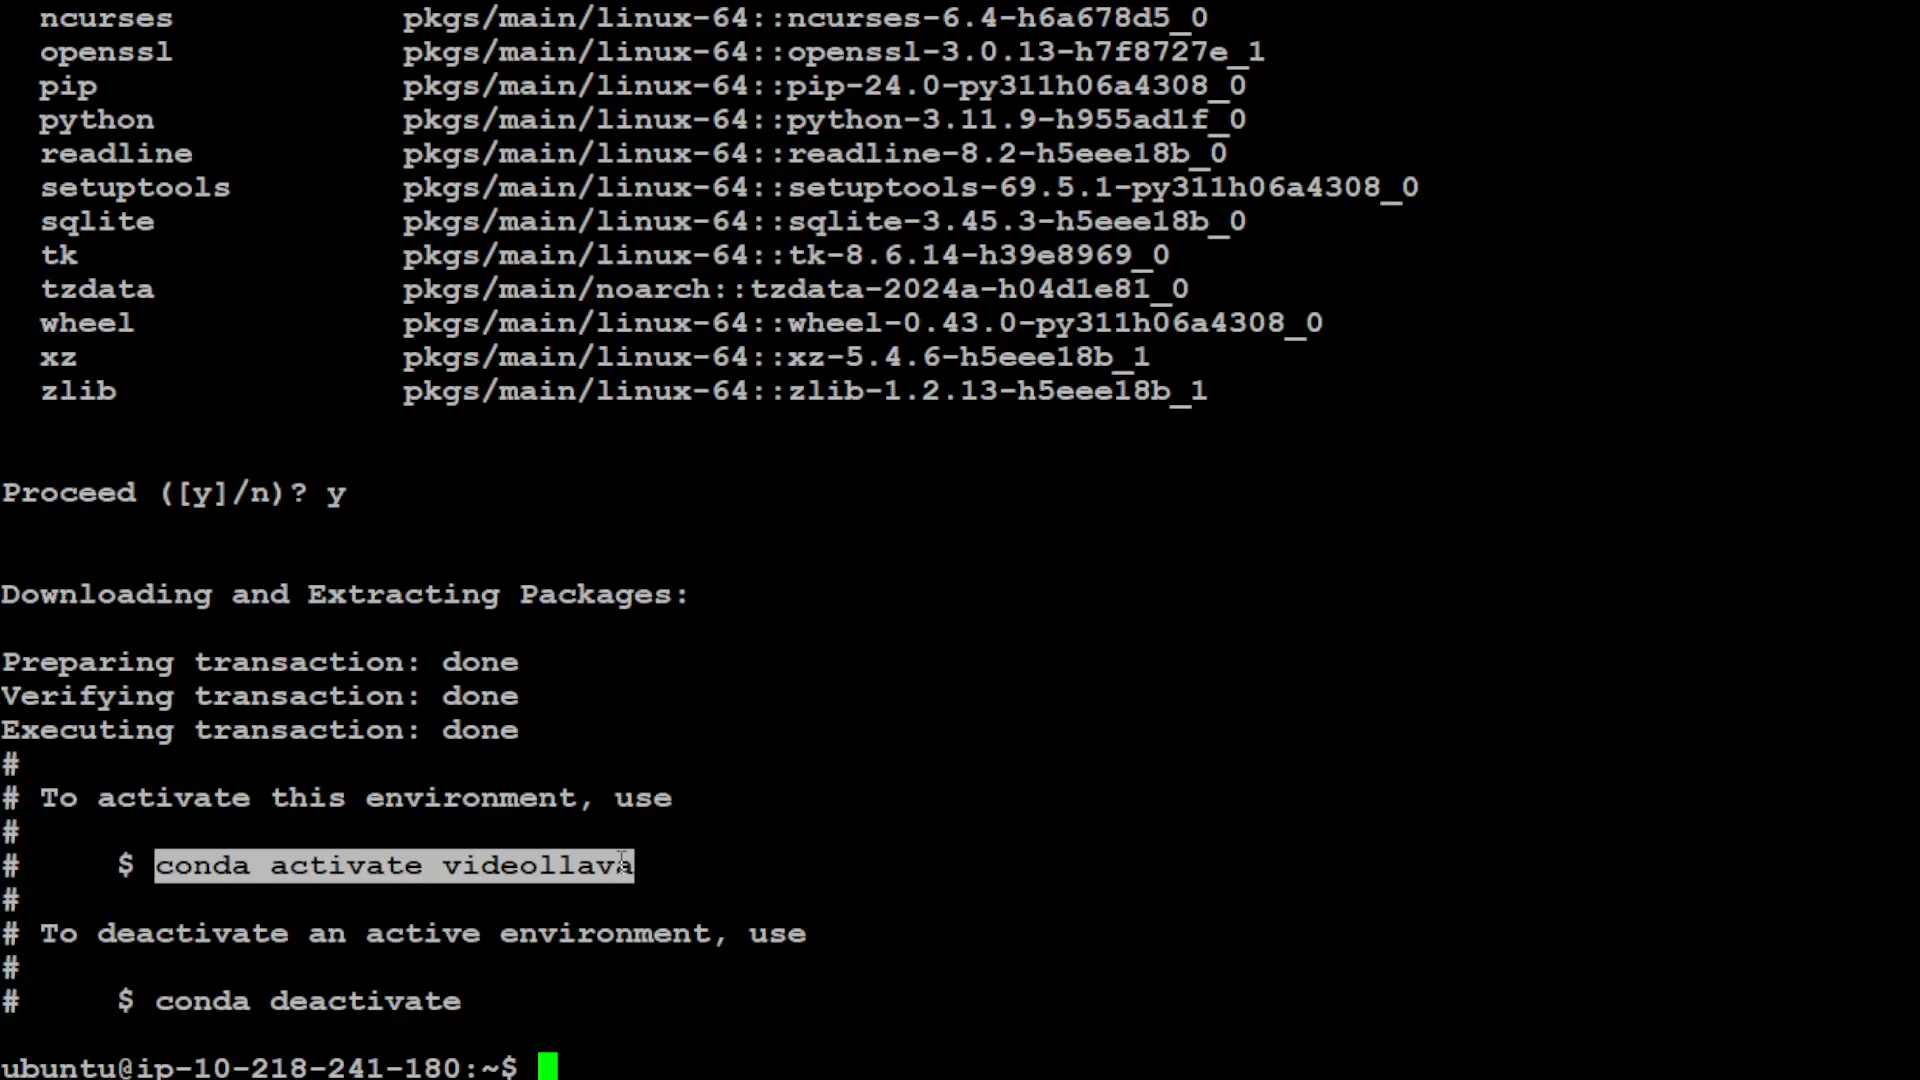 ncurses pkgs/main/linux-64::ncurses-6.4-h6a678d5_0
openssl pkgs/main/linux-64::openssl-3.0.13-h7f8727e_1
pip pkgs/main/linux-64::pip-24.0-py311h06a4308_0
python pkgs/main/linux-64::python-3.11.9-h955ad1f_0
readline pkgs/main/linux-64::readline-8.2-h5eee18b_0
setuptools pkgs/main/linux-64::setuptools-69.5.1-py311h06a4308_0
sqlite pkgs/main/linux-64::sqlite-3.45.3-h5eee18b_0
tk pkgs/main/linux-64::tk-8.6.14-h39e8969_0
tzdata pkgs/main/noarch::tzdata-2024a-h04d1e81_0
wheel pkgs/main/linux-64::wheel-0.43.0-py311h06a4308_0
xz pkgs/main/linux-64::xz-5.4.6-h5eee18b_1
zlib pkgs/main/linux-64::zlib-1.2.13-h5eee18b_1
Proceed ([y]/n)? y
Downloading and Extracting Packages:
Preparing transaction: done
Verifying transaction: done
Executing transaction: done
#
# To activate this environment, use
#
# $ conda activate videollava
#
# To deactivate an active environment, use
#
# $ conda deactivate
ubuntu@ip-10-218-241-180:~$